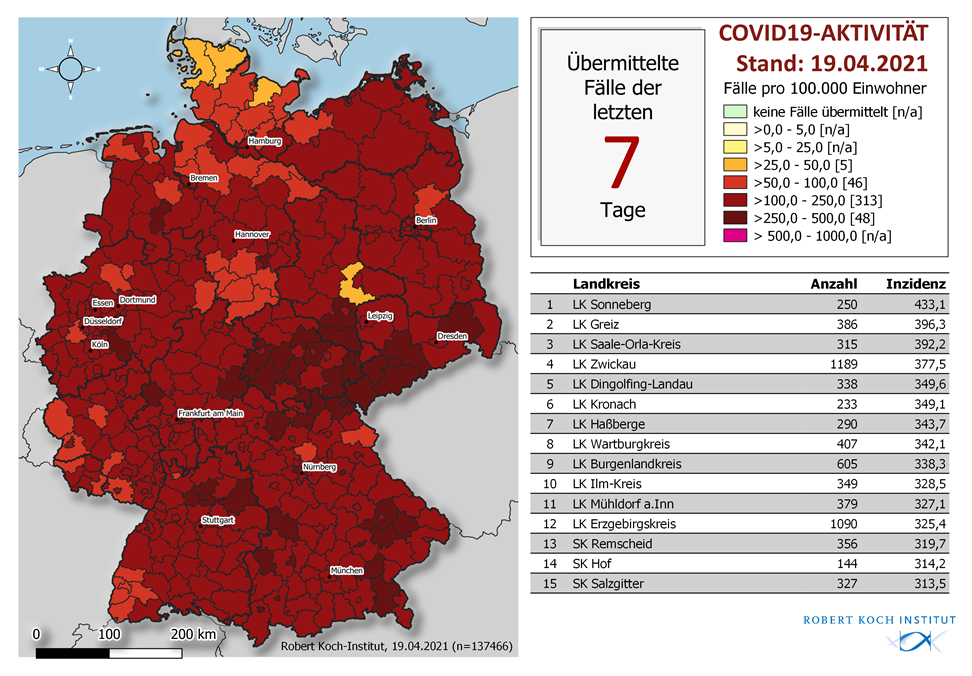 N
W
E
S
Hamburg
Bremen
Berlin
Hannover
Essen
Dortmund
Düsseldorf
Leipzig
Köln
Dresden
Frankfurt am Main
Nürnberg
Stuttgart
München
0 100 200 km
Robert Koch-Institut, 19.04.2021 (n=137466)
Übermittelte
Fälle der
letzten
7
Tage
COVID19-AKTIVITÄT
Stand: 19.04.2021
Fälle pro 100.000 Einwohner
keine Fälle übermittelt [n/a]
>0,0 - 5,0 [n/a]
>5,0 - 25,0 [n/a]
>25,0 - 50,0 [5]
>50,0 - 100,0 [46]
>100,0 - 250,0 [313]
>250,0 - 500,0 [48]
> 500,0 - 1000,0 [n/a]
Landkreis Anzahl Inzidenz
1 LK Sonneberg 250 433,1
2 LK Greiz 386 396,3
3 LK Saale-Orla-Kreis 315 392,2
4 LK Zwickau 1189 377,5
5 LK Dingolfing-Landau 338 349,6
6 LK Kronach 233 349,1
7 LK Haßberge 290 343,7
8 LK Wartburgkreis 407 342,1
9 LK Burgenlandkreis 605 338,3
10 LK Ilm-Kreis 349 328,5
11 LK Mühldorf a.Inn 379 327,1
12 LK Erzgebirgskreis 1090 325,4
13 SK Remscheid 356 319,7
14 SK Hof 144 314,2
15 SK Salzgitter 327 313,5
ROBERT KOCH INSTITUT